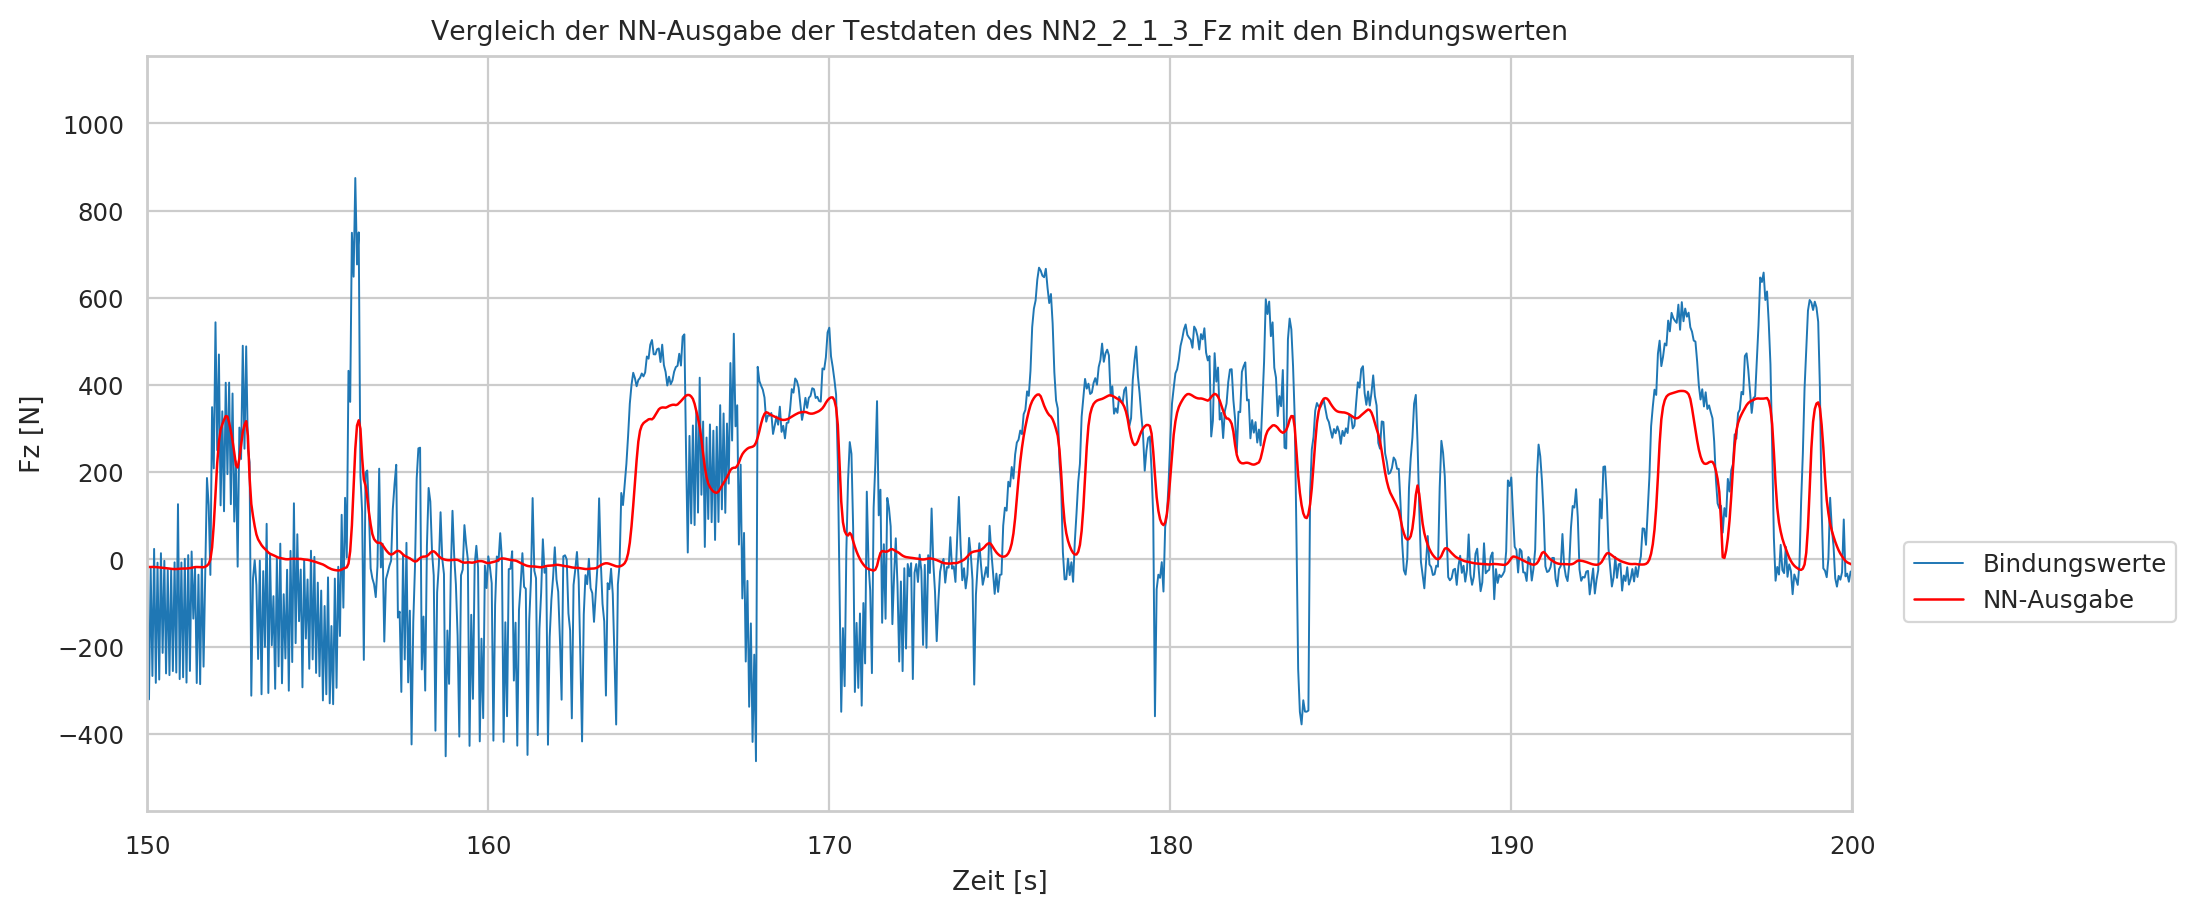 Vergleich der NN-Ausgabe der Testdaten des NN2_2_1_3_Fz mit den Bindungswerten
Fz [N]
1000
800
600
400
200
0
−200
−400
150 160 170 180 190 200
Zeit [s]
Bindungswerte
NN-Ausgabe